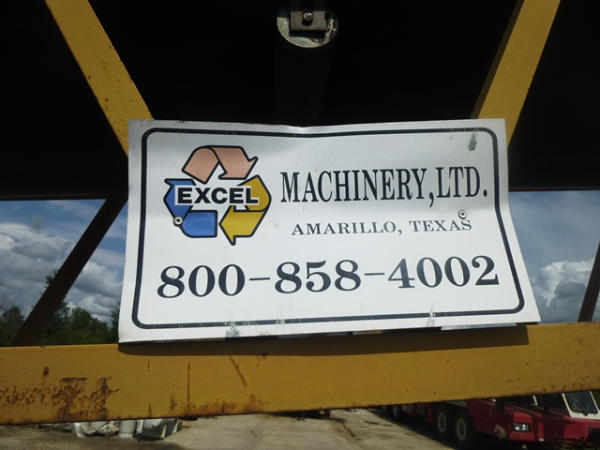 EXCEL
MACHINERY,LTD.
AMARILLO, TEXAS
800-858-4002